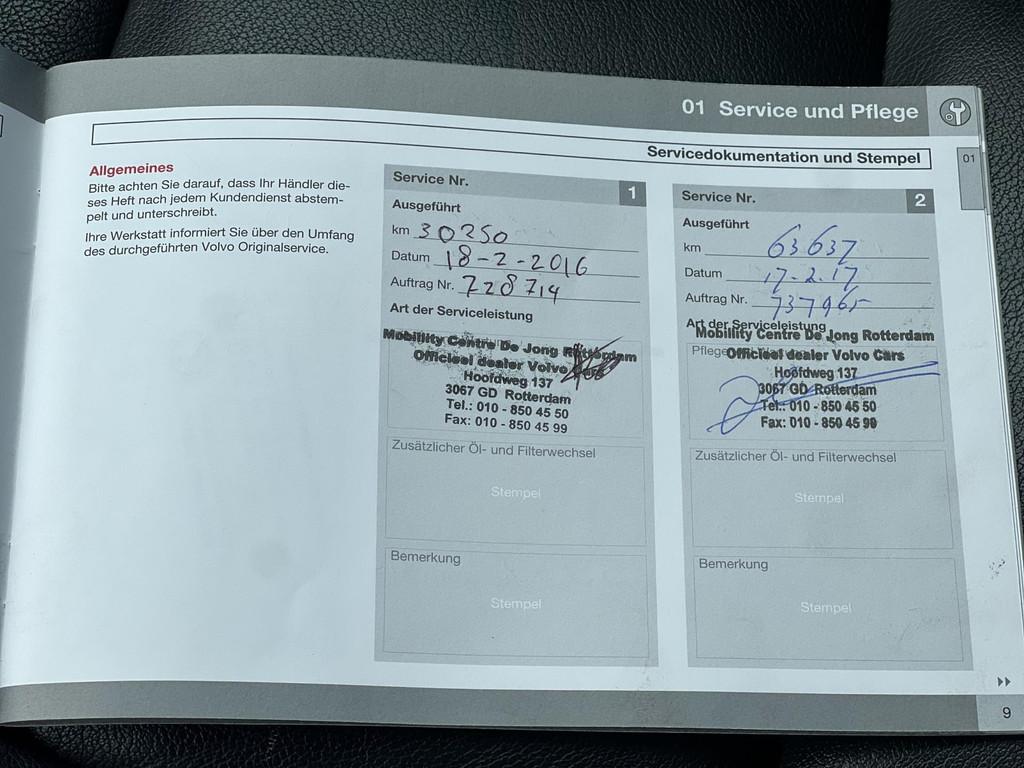 01 Service und Pflege
Servicedokumentation und Stempel
01
Allgemeines
Bitte achten Sie darauf, dass Ihr Händler die-
ses Heft nach jedem Kundendienst abstem-
pelt und unterschreibt.
Ihre Werkstatt informiert Sie über den Umfang
des durchgeführten Volvo Originalservice.
Service Nr. 1
Ausgeführt
km 30250
Datum 18-2-2016
Auftrag Nr. 728714
Art der Serviceleistung
Mobility Centre De Jong Rotterdam
Officieel dealer Volvo
Hoofdweg 137
3067 GD Rotterdam
Tel.: 010 - 850 45 50
Fax: 010 - 850 45 99
Zusätzlicher Öl- und Filterwechsel
Stempel
Bemerkung
Stempel
Service Nr. 2
Ausgeführt
km 63637
Datum 17-2-17
Auftrag Nr. 737965
Art der Serviceleistung
Mobility Centre De Jong Rotterdam
Pflege
Officieel dealer Volvo Cars
Hoofdweg 137
3067 GD Rotterdam
Tel.: 010 - 850 45 50
Fax: 010 - 850 45 99
Zusätzlicher Öl- und Filterwechsel
Stempel
Bemerkung
Stempel
9